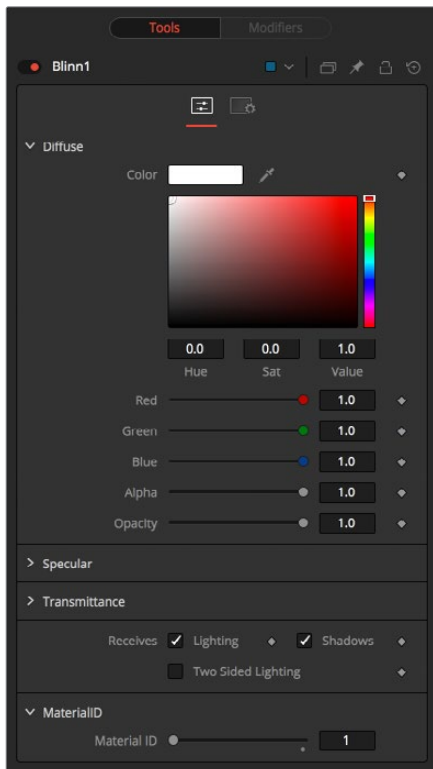 Tools Modifiers
Blinn1
Diffuse
Color
0.0 0.0 1.0
Hue Sat Value
Red 1.0
Green 1.0
Blue 1.0
Alpha 1.0
Opacity 1.0
Specular
Transmittance
Receives Lighting Shadows
Two Sided Lighting
MaterialID
Material ID 1